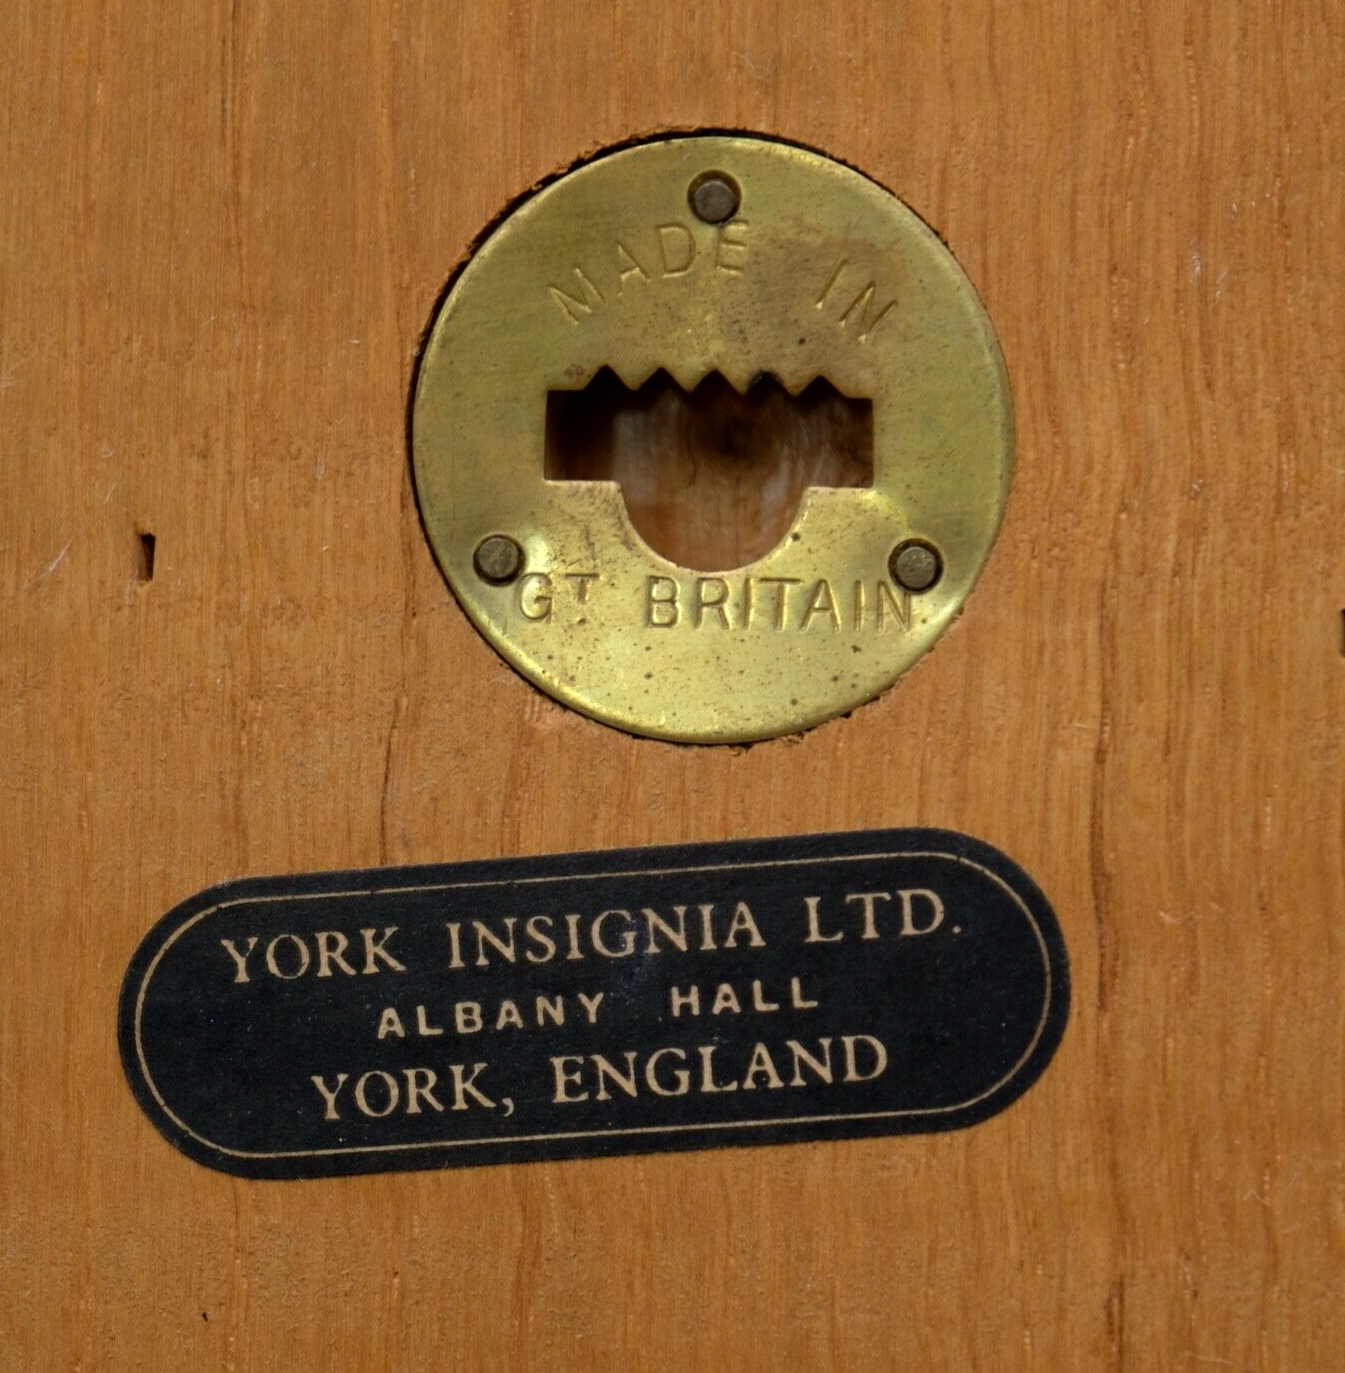 MADE IN
GT BRITAIN
YORK INSIGNIA LTD.
ALBANY HALL
YORK, ENGLAND